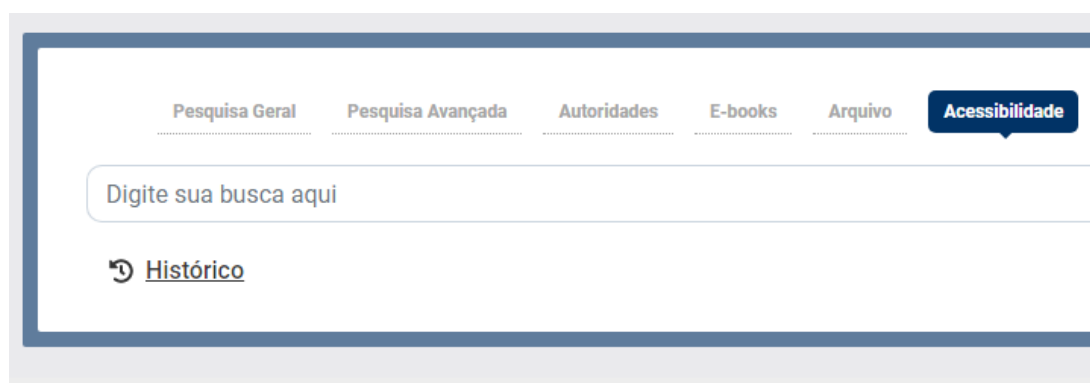 Pesquisa Geral Pesquisa Avançada Autoridades E-books Arquivo Acessibilidade
Digite sua busca aqui
Histórico